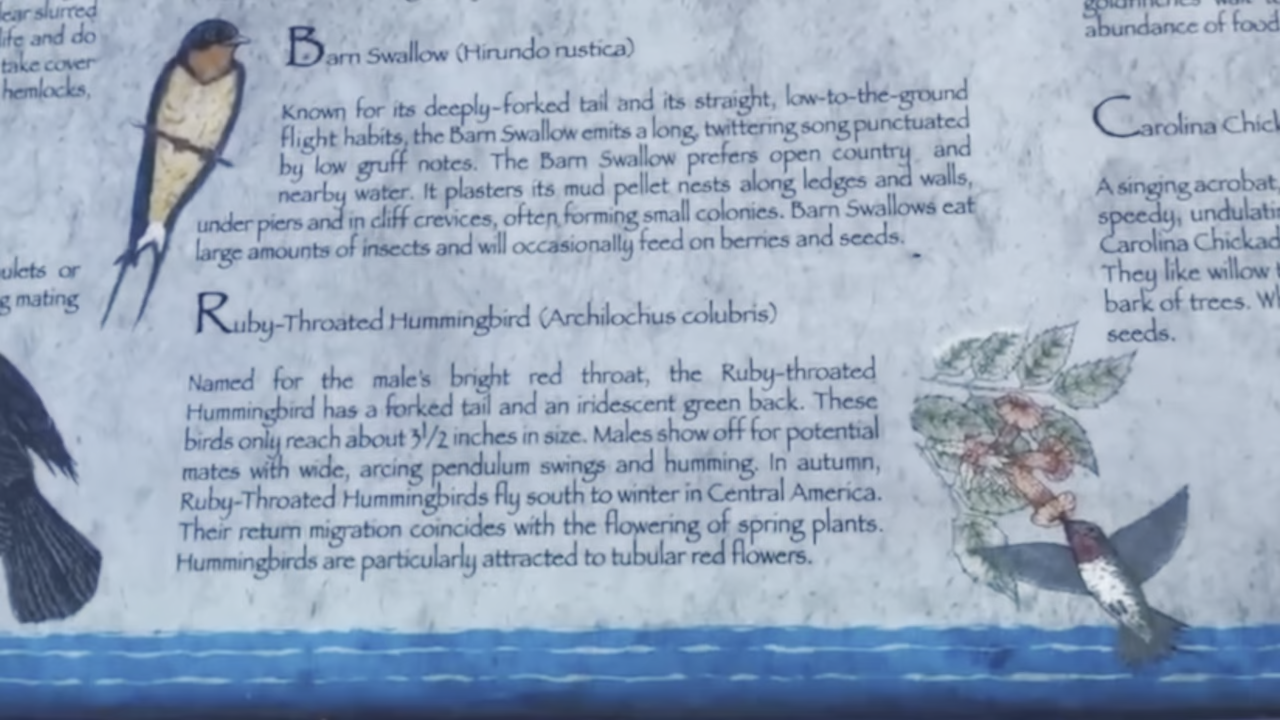 ear slurred
life and do
take cover
hemlocks,
ulets or
g mating
Barn Swallow (Hirundo rustica)
Known for its deeply-forked tail and its straight, low-to-the-ground
flight habits, the Barn Swallow emits a long, twittering song punctuated
by low gruff notes. The Barn Swallow prefers open country and
nearby water. It plasters its mud pellet nests along ledges and walls,
under piers and in cliff crevices, often forming small colonies. Barn Swallows eat
large amounts of insects and will occasionally feed on berries and seeds.
Ruby-Throated Hummingbird (Archilochus colubris)
Named for the male's bright red throat, the Ruby-throated
Hummingbird has a forked tail and an iridescent green back. These
birds only reach about 3 1/2 inches in size. Males show off for potential
mates with wide, arcing pendulum swings and humming. In autumn,
Ruby-Throated Hummingbirds fly south to winter in Central America.
Their return migration coincides with the flowering of spring plants.
Hummingbirds are particularly attracted to tubular red flowers.
abundance of food
Carolina Chick
A singing acrobat
speedy, undulati
Carolina Chickad
They like willow t
bark of trees. Wh
seeds.